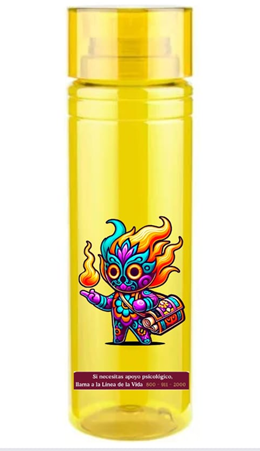 Si necesitas apoyo psicológico,
llama a la Línea de la Vida 800 · 911 · 2000